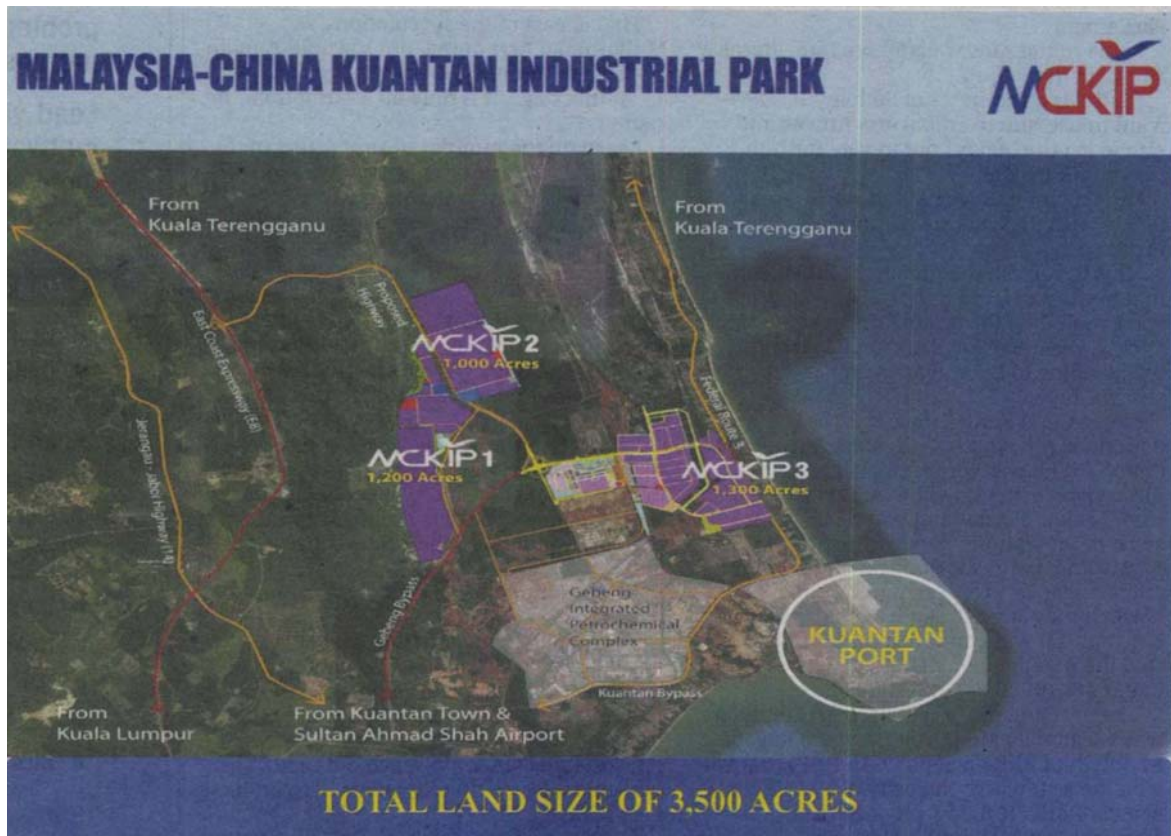 MALAYSIA-CHINA KUANTAN INDUSTRIAL PARK
MCKIP
From
Kuala Terengganu
From
Kuala Terengganu
Proposed
Highway
East Coast Expressway (E8)
MCKIP 2
1,000 Acres
Federal Route 3
Jerangau - Jabor Highway (14)
MCKIP 1
1,200 Acres
MCKIP 3
1,300 Acres
Gebeng Bypass
Gebeng
Integrated
Petrochemical
Complex
KUANTAN
PORT
Kuantan Bypass
From
Kuala Lumpur
From Kuantan Town &
Sultan Ahmad Shah Airport
TOTAL LAND SIZE OF 3,500 ACRES